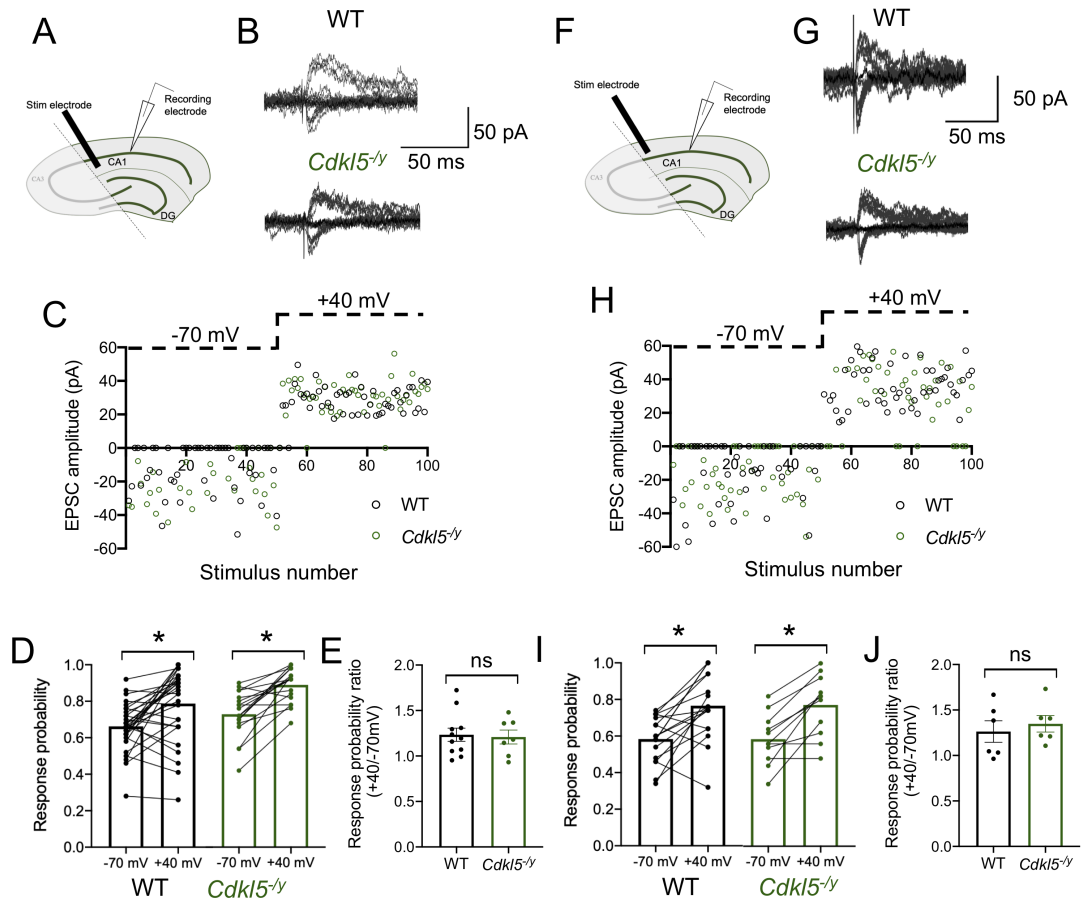 A
B
WT
Stim electrode
Recording
electrode
CA1
CA3
DG
50 pA
50 ms
Cdkl5-/y
F
G
WT
Stim electrode
Recording
electrode
CA1
CA3
DG
50 pA
50 ms
Cdkl5-/y
C
-70 mV
+40 mV
EPSC amplitude (pA)
60
40
20
0
-20
-40
-60
20
40
60
80
100
WT
Cdkl5-/y
Stimulus number
H
-70 mV
+40 mV
EPSC amplitude (pA)
60
40
20
0
-20
-40
-60
20
40
60
80
100
WT
Cdkl5-/y
Stimulus number
D
* *
Response probability
1.0
0.8
0.6
0.4
0.2
0.0
-70 mV +40 mV -70 mV +40 mV
WT Cdkl5-/y
E
ns
Response probability ratio
(+40/-70mV)
2.0
1.5
1.0
0.5
0.0
WT Cdkl5-/y
I
* *
Response probability
1.0
0.8
0.6
0.4
0.2
0.0
-70 mV +40 mV -70 mV +40 mV
WT Cdkl5-/y
J
ns
Response probability ratio
(+40/-70mV)
2.0
1.5
1.0
0.5
0.0
WT Cdkl5-/y